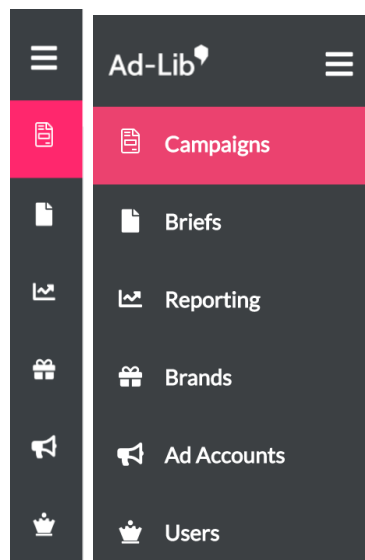 Ad-Lib
Campaigns
Briefs
Reporting
Brands
Ad Accounts
Users